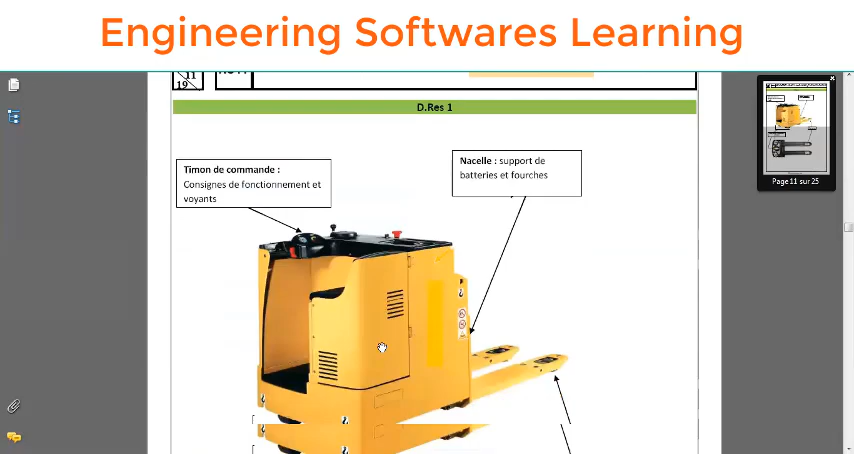 Engineering Softwares Learning
11
19
D.Res 1
Timon de commande :
Consignes de fonctionnement et
voyants
Nacelle : support de
batteries et fourches
Page 11 sur 25